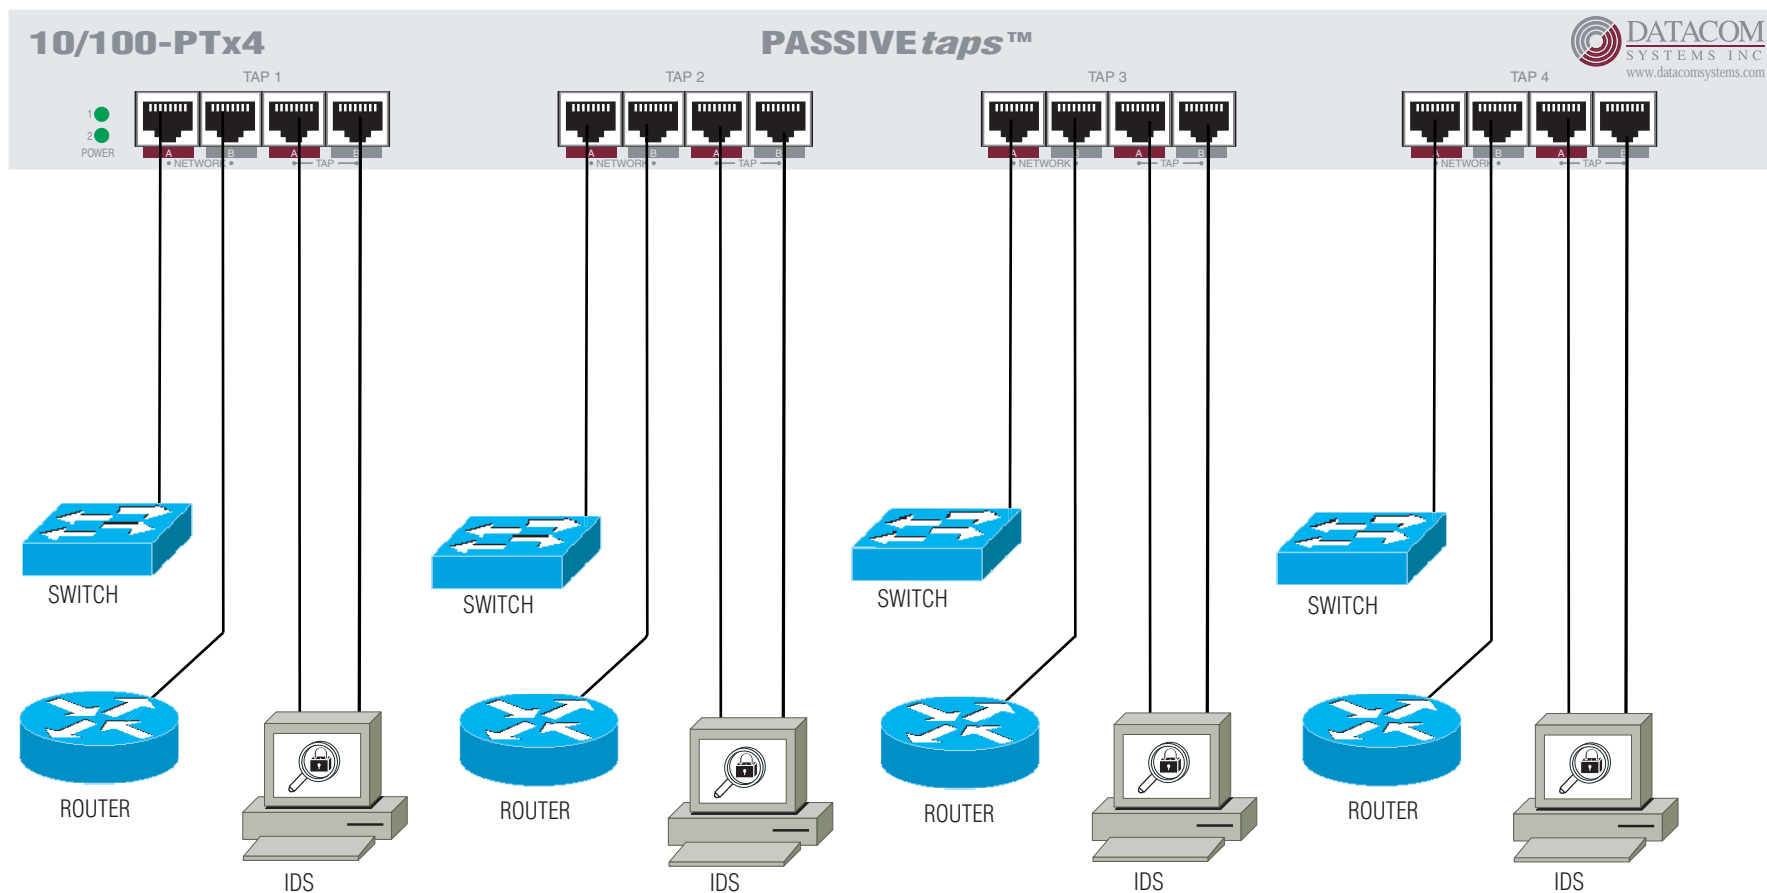 10/100-PTx4
PASSIVEtaps™
DATACOM
SYSTEMS INC
www.datacomsystems.com
TAP 1
TAP 2
TAP 3
TAP 4
1
2
POWER
A B A B
A B A B
A B A B
A B A B
NETWORK TAP
NETWORK TAP
NETWORK TAP
NETWORK TAP
SWITCH
SWITCH
SWITCH
SWITCH
ROUTER
ROUTER
ROUTER
ROUTER
IDS
IDS
IDS
IDS